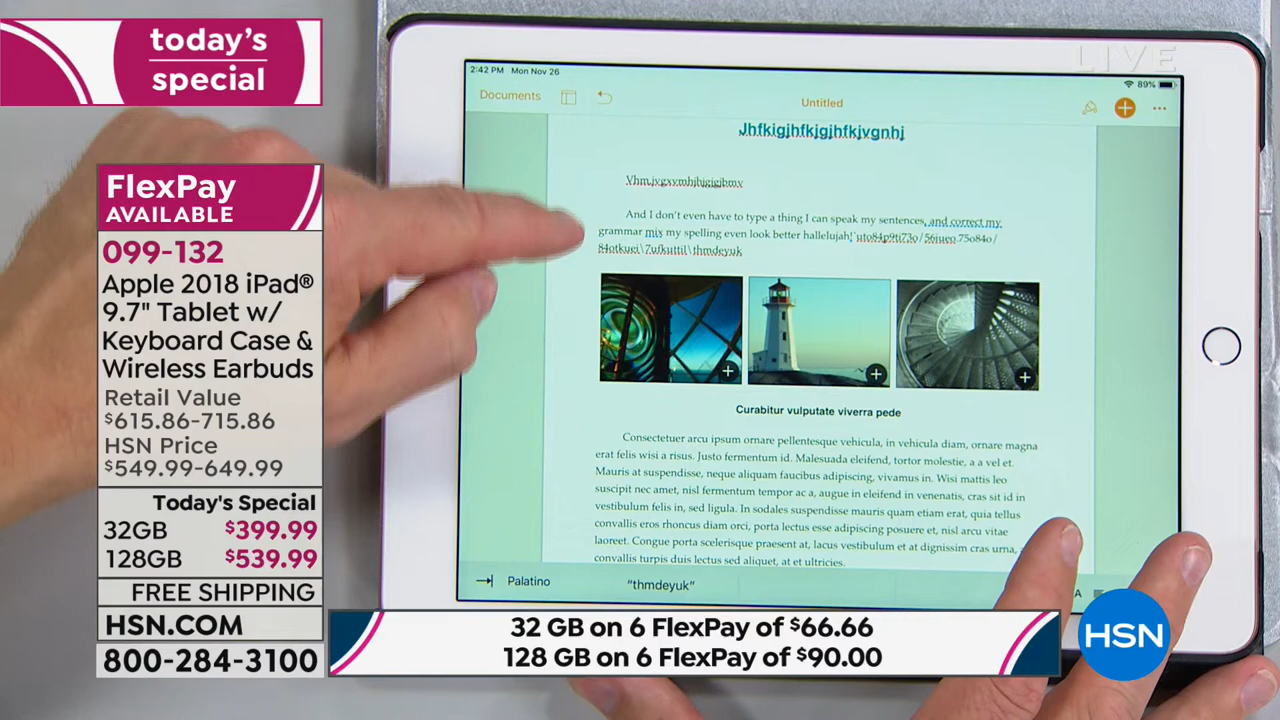 today's
special
FlexPay
AVAILABLE
099-132
Apple 2018 iPad®
9.7" Tablet w/
Keyboard Case &
Wireless Earbuds
Retail Value
$615.86-715.86
HSN Price
$549.99-649.99
Today's Special
32GB $399.99
128GB $539.99
FREE SHIPPING
HSN.COM
800-284-3100
LIVE
2:42 PM Mon Nov 26
89%
Documents
Untitled
Jhfkigjhfkjgjhfkjvgnhj
And I don't even have to type a thing I can speak my sentences, and correct my
grammar mix my spelling even look better hallelujah!
84otkuei\7ufkuttil\thmdeyuk
Curabitur vulputate viverra pede
Consectetuer arcu ipsum ornare pellentesque vehicula, in vehicula diam, ornare magna
erat felis wisi a risus. Justo fermentum id. Malesuada eleifend, tortor molestie, a a vel et.
Mauris at suspendisse, neque aliquam faucibus adipiscing, vivamus in. Wisi mattis leo
suscipit nec amet, nisl fermentum tempor ac a, augue in eleifend in venenatis, cras sit id in
vestibulum felis in, sed ligula. In sodales suspendisse mauris quam etiam erat, quia tellus
convallis eros rhoncus diam orci, porta lectus esse adipiscing posuere et, nisl arcu vitae
laoreet. Congue porta scelerisque praesent at, lacus vestibulum et at dignissim cras urna, a
convallis turpis duis lectus sed aliquet, at et ultricies.
Palatino
"thmdeyuk"
A
32 GB on 6 FlexPay of $66.66
128 GB on 6 FlexPay of $90.00
HSN